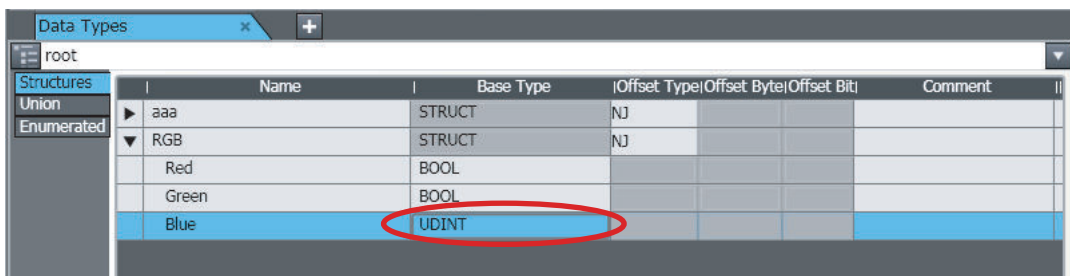 Data Types × +
root
Structures
Union
Enumerated
Name Base Type Offset Type Offset Byte Offset Bit Comment
aaa STRUCT NJ
RGB STRUCT NJ
Red BOOL
Green BOOL
Blue UDINT